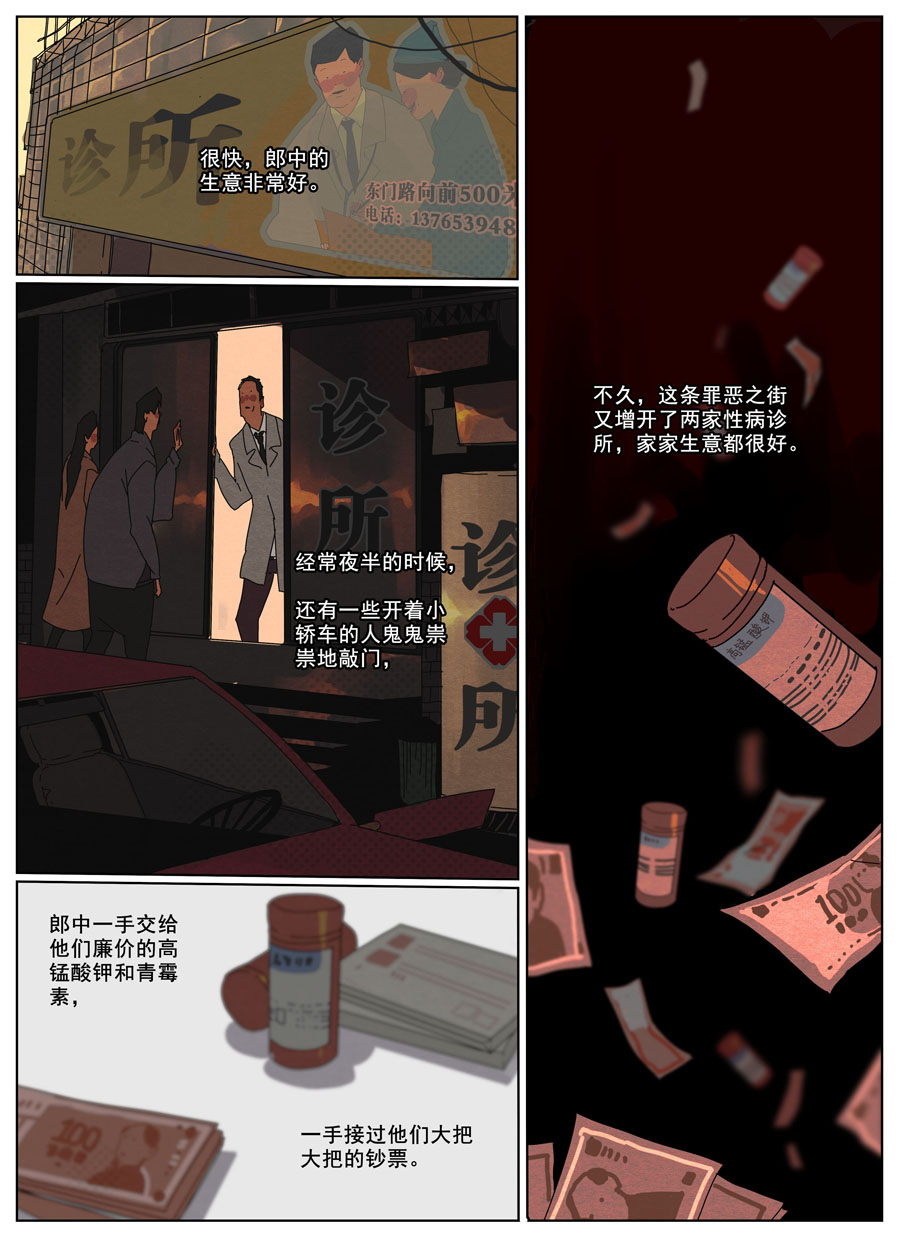 诊所
很快，郎中的
生意非常好。
东门路向前500米
电话：137653948
诊
所
诊
所
经常夜半的时候，
还有一些开着小
轿车的人鬼鬼祟
祟地敲门，
郎中一手交给
他们廉价的高
锰酸钾和青霉
素，
100
一手接过他们大把
大把的钞票。
不久，这条罪恶之街
又增开了两家性病诊
所，家家生意都很好。
高锰酸钾
100